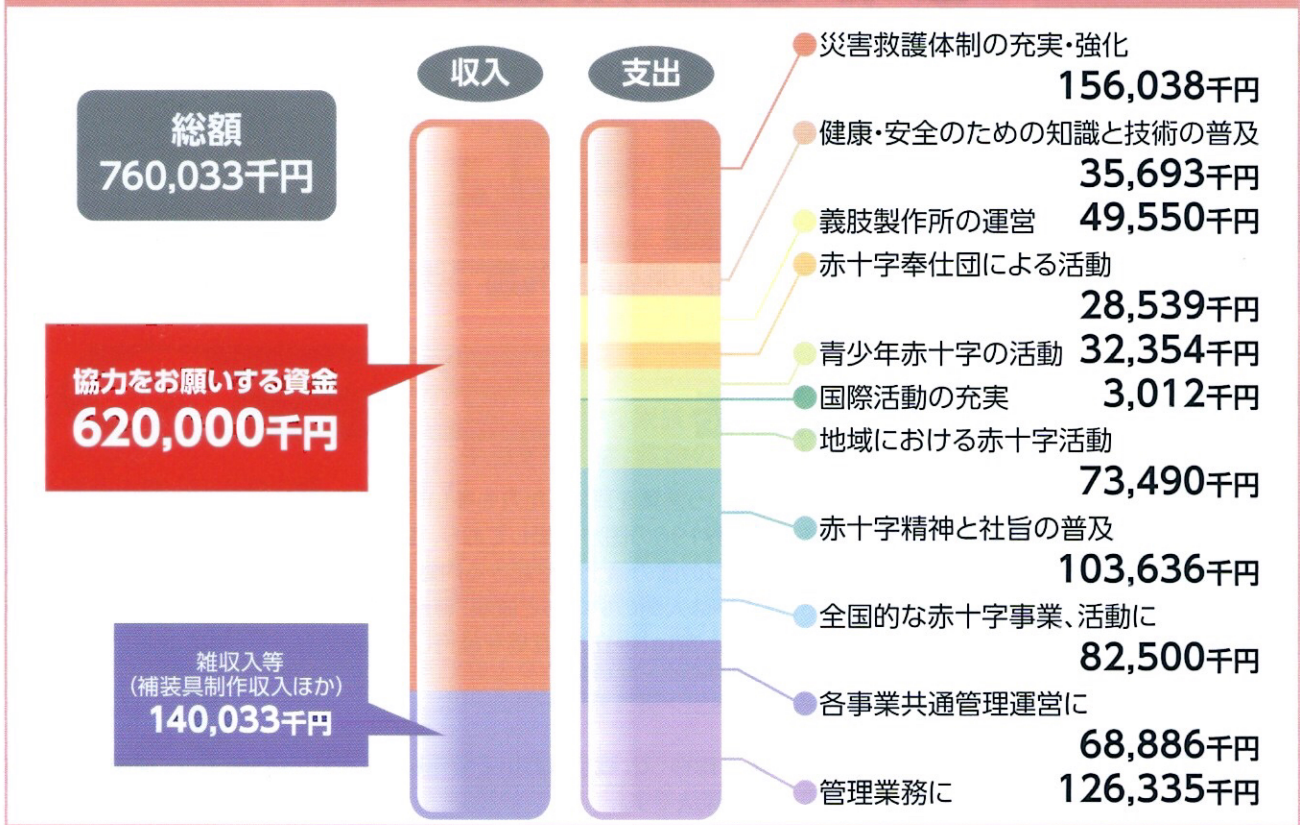 収入
支出
総額
760,033千円
協力をお願いする資金
620,000千円
雑収入等
(補装具制作収入ほか)
140,033千円
災害救護体制の充実・強化
156,038千円
健康・安全のための知識と技術の普及
35,693千円
義肢製作所の運営 49,550千円
赤十字奉仕団による活動
28,539千円
青少年赤十字の活動 32,354千円
国際活動の充実 3,012千円
地域における赤十字活動
73,490千円
赤十字精神と社旨の普及
103,636千円
全国的な赤十字事業、活動に
82,500千円
各事業共通管理運営に
68,886千円
管理業務に 126,335千円